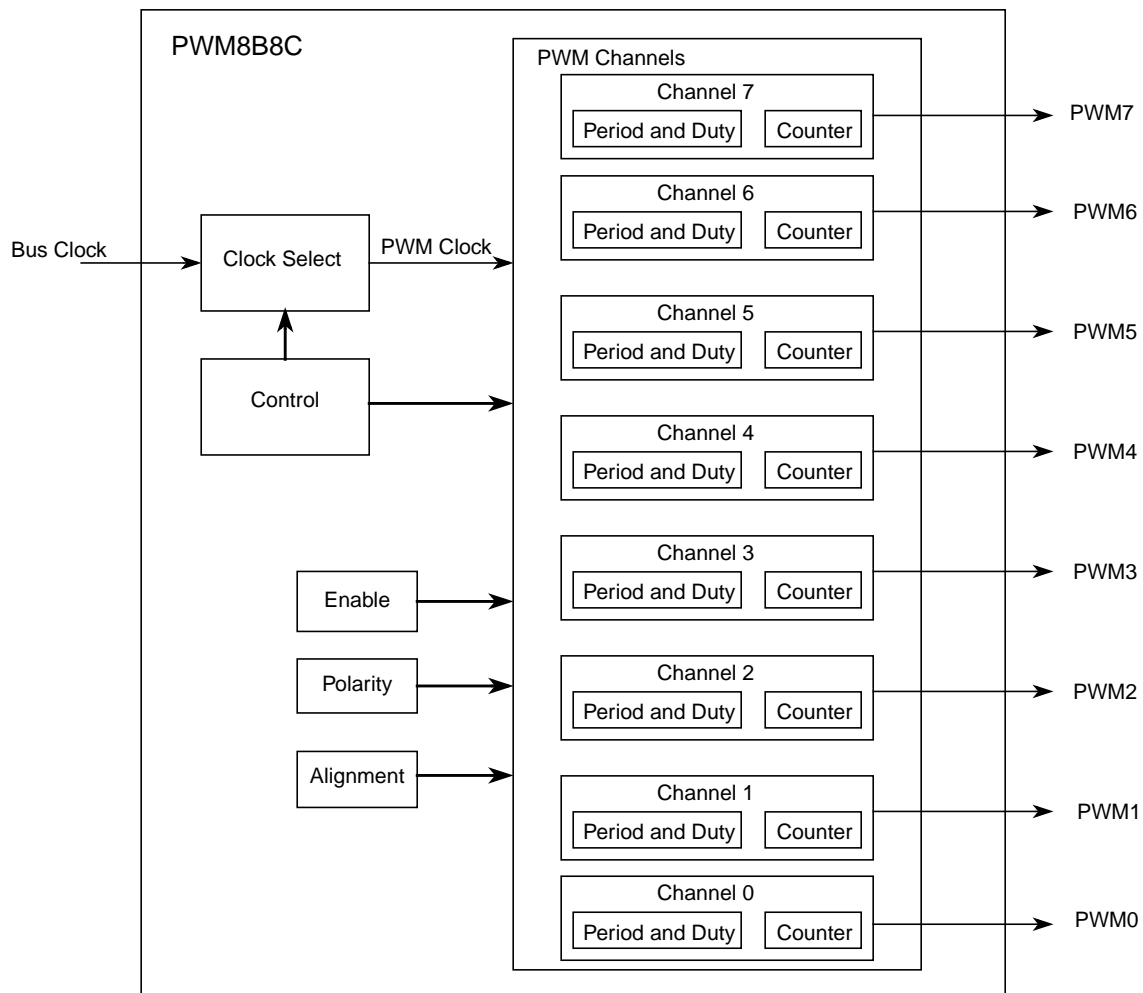 PWM8B8C
PWM Channels
Channel 7
Period and Duty
Counter
PWM7
Channel 6
Period and Duty
Counter
PWM6
Bus Clock
Clock Select
PWM Clock
Channel 5
Period and Duty
Counter
PWM5
Control
Channel 4
Period and Duty
Counter
PWM4
Channel 3
Period and Duty
Counter
PWM3
Enable
Polarity
Channel 2
Period and Duty
Counter
PWM2
Alignment
Channel 1
Period and Duty
Counter
PWM1
Channel 0
Period and Duty
Counter
PWM0